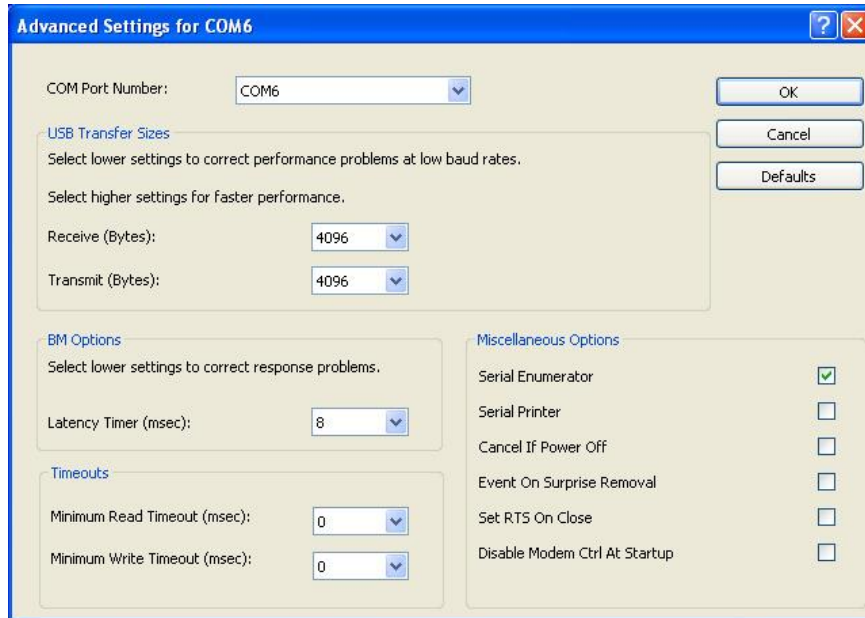 Advanced Settings for COM6
COM Port Number: COM6
OK
USB Transfer Sizes
Cancel
Select lower settings to correct performance problems at low baud rates.
Defaults
Select higher settings for faster performance.
Receive (Bytes): 4096
Transmit (Bytes): 4096
BM Options
Select lower settings to correct response problems.
Latency Timer (msec): 8
Timeouts
Minimum Read Timeout (msec): 0
Minimum Write Timeout (msec): 0
Miscellaneous Options
Serial Enumerator
Serial Printer
Cancel If Power Off
Event On Surprise Removal
Set RTS On Close
Disable Modem Ctrl At Startup